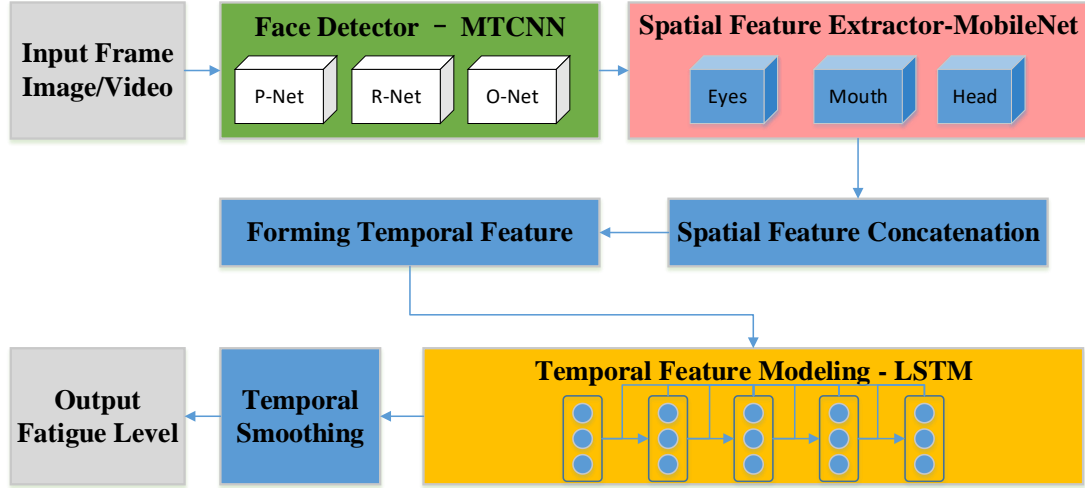 Input Frame
Image/Video
Face Detector – MTCNN
P-Net
R-Net
O-Net
Spatial Feature Extractor-MobileNet
Eyes
Mouth
Head
Forming Temporal Feature
Spatial Feature Concatenation
Output
Fatigue Level
Temporal
Smoothing
Temporal Feature Modeling - LSTM